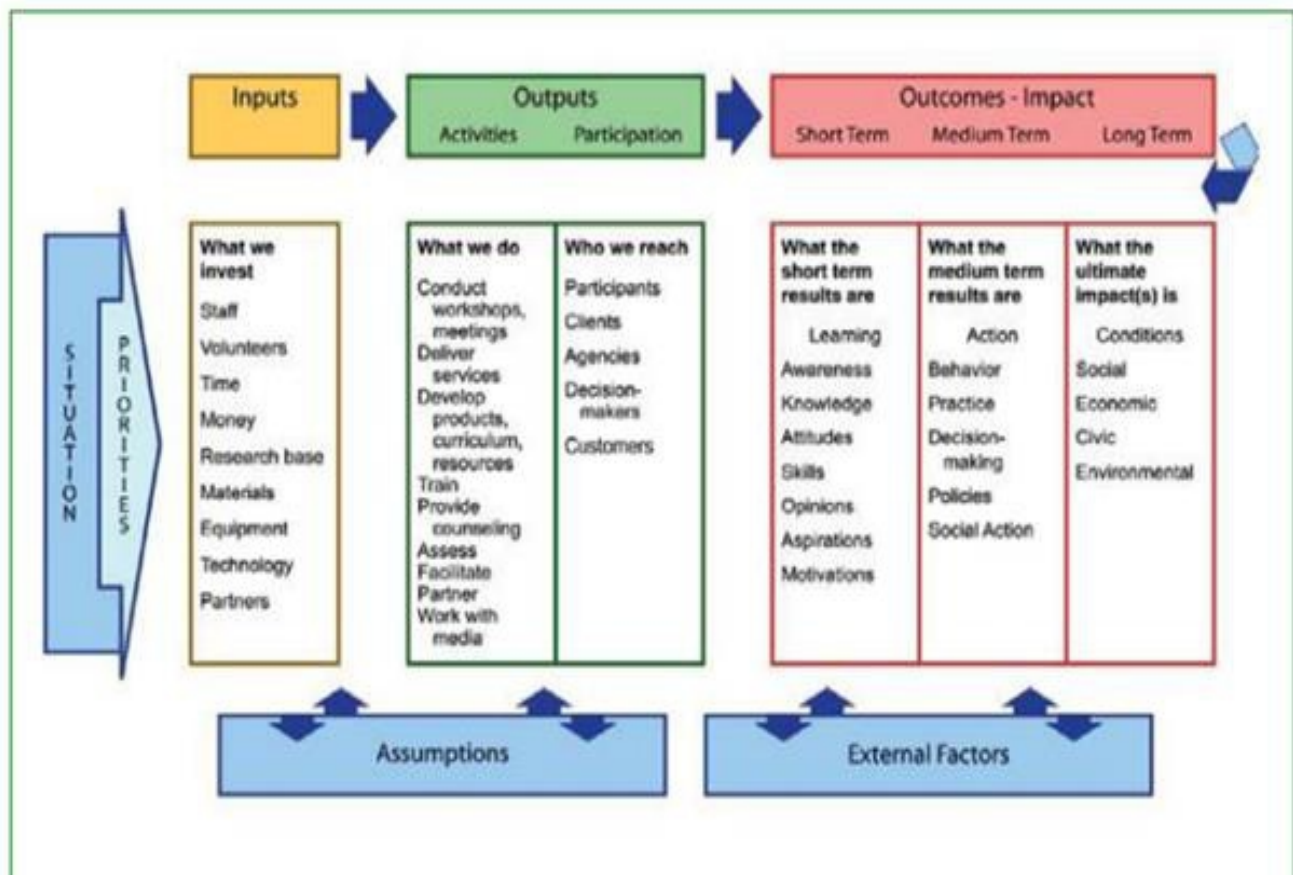 Inputs
Outputs
Activities Participation
Outcomes - Impact
Short Term Medium Term Long Term
SITUATION
PRIORITIES
What we
invest
Staff
Volunteers
Time
Money
Research base
Materials
Equipment
Technology
Partners
What we do
Conduct
workshops,
meetings
Deliver
services
Develop
products,
curriculum,
resources
Train
Provide
counseling
Assess
Facilitate
Partner
Work with
media
Who we reach
Participants
Clients
Agencies
Decision-
makers
Customers
What the
short term
results are
Learning
Awareness
Knowledge
Attitudes
Skills
Opinions
Aspirations
Motivations
What the
medium term
results are
Action
Behavior
Practice
Decision-
making
Policies
Social Action
What the
ultimate
impact(s) is
Conditions
Social
Economic
Civic
Environmental
Assumptions
External Factors